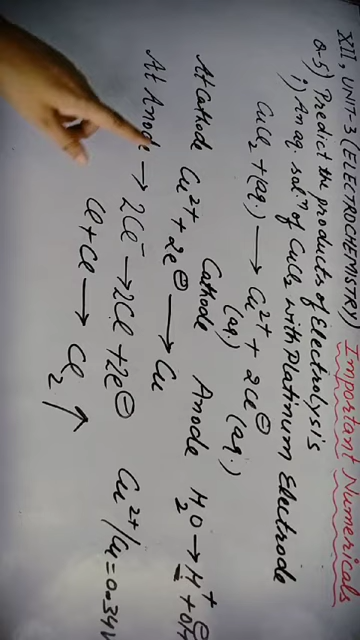 XII, UNIT-3 (ELECTROCHEMISTRY) Important Numericals
Q-5) Predict the products of Electrolysis
i) An aq. sol.ⁿ of CuCl₂ with Platinum Electrode
CuCl₂ + (aq.) → Cu²⁺ + 2Cl⊖
(aq.) (aq.)
Cathode Anode H₂O → H⁺ + OH⊖
At Cathode Cu²⁺ + 2e⊖ → Cu
At Anode → 2Cl⁻ → 2Cl + 2e⊖ Cu²⁺/Cu = 0.34V
Cl + Cl → Cl₂ ↑